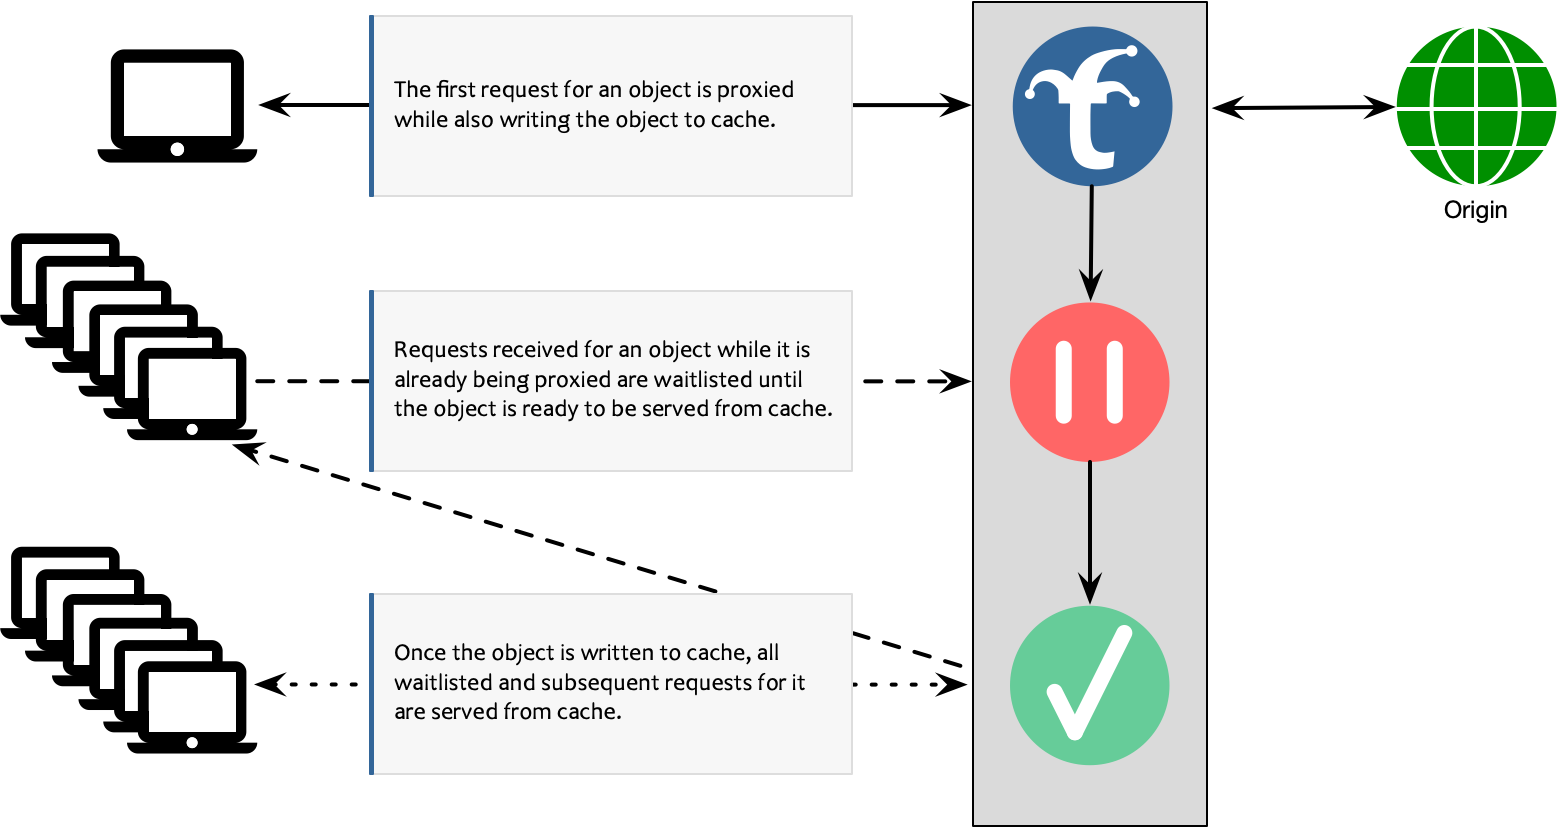 The first request for an object is proxied
while also writing the object to cache.
Origin
Requests received for an object while it is
already being proxied are waitlisted until
the object is ready to be served from cache.
Once the object is written to cache, all
waitlisted and subsequent requests for it
are served from cache.